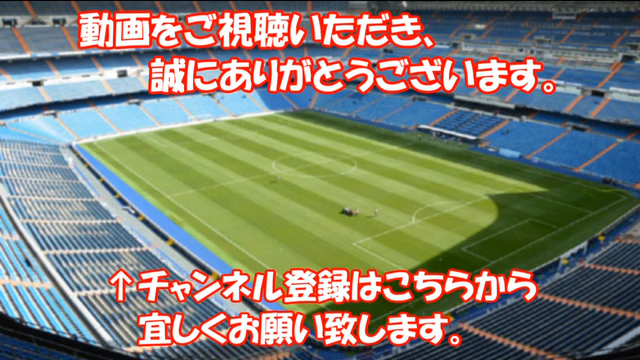 動画をご視聴いただき、
誠にありがとうございます。
↑チャンネル登録はこちらから
宜しくお願い致します。